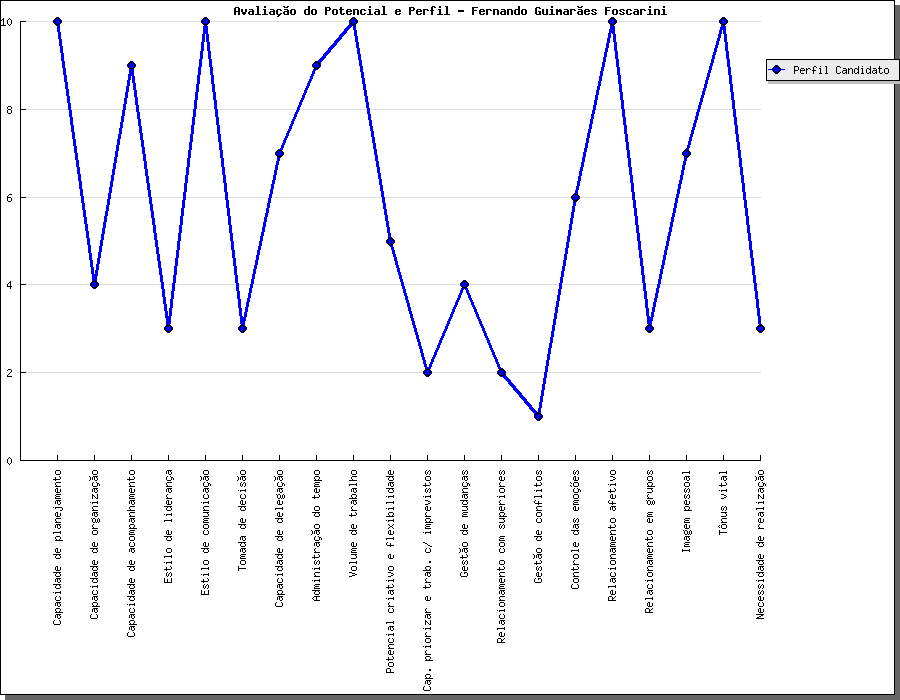 Avaliação do Potencial e Perfil - Fernando Guimarães Foscarini
Perfil Candidato
10
8
6
4
2
0
Capacidade de planejamento
Capacidade de organização
Capacidade de acompanhamento
Estilo de liderança
Estilo de comunicação
Tomada de decisão
Capacidade de delegação
Administração do tempo
Volume de trabalho
Potencial criativo e flexibilidade
Cap. priorizar e trab. c/ imprevistos
Gestão de mudanças
Relacionamento com superiores
Gestão de conflitos
Controle das emoções
Relacionamento afetivo
Relacionamento em grupos
Imagem pessoal
Tônus vital
Necessidade de realização